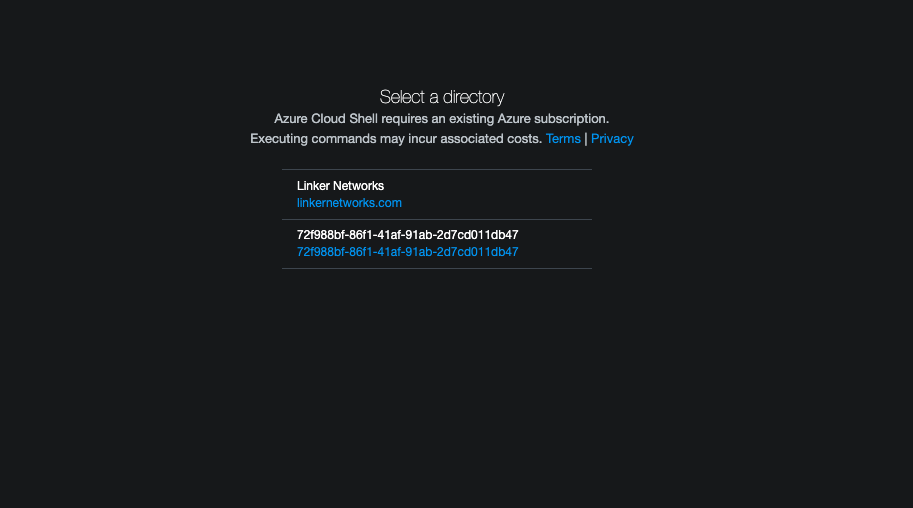 Select a directory
Azure Cloud Shell requires an existing Azure subscription.
Executing commands may incur associated costs. Terms | Privacy
Linker Networks
linkernetworks.com
72f988bf-86f1-41af-91ab-2d7cd011db47
72f988bf-86f1-41af-91ab-2d7cd011db47